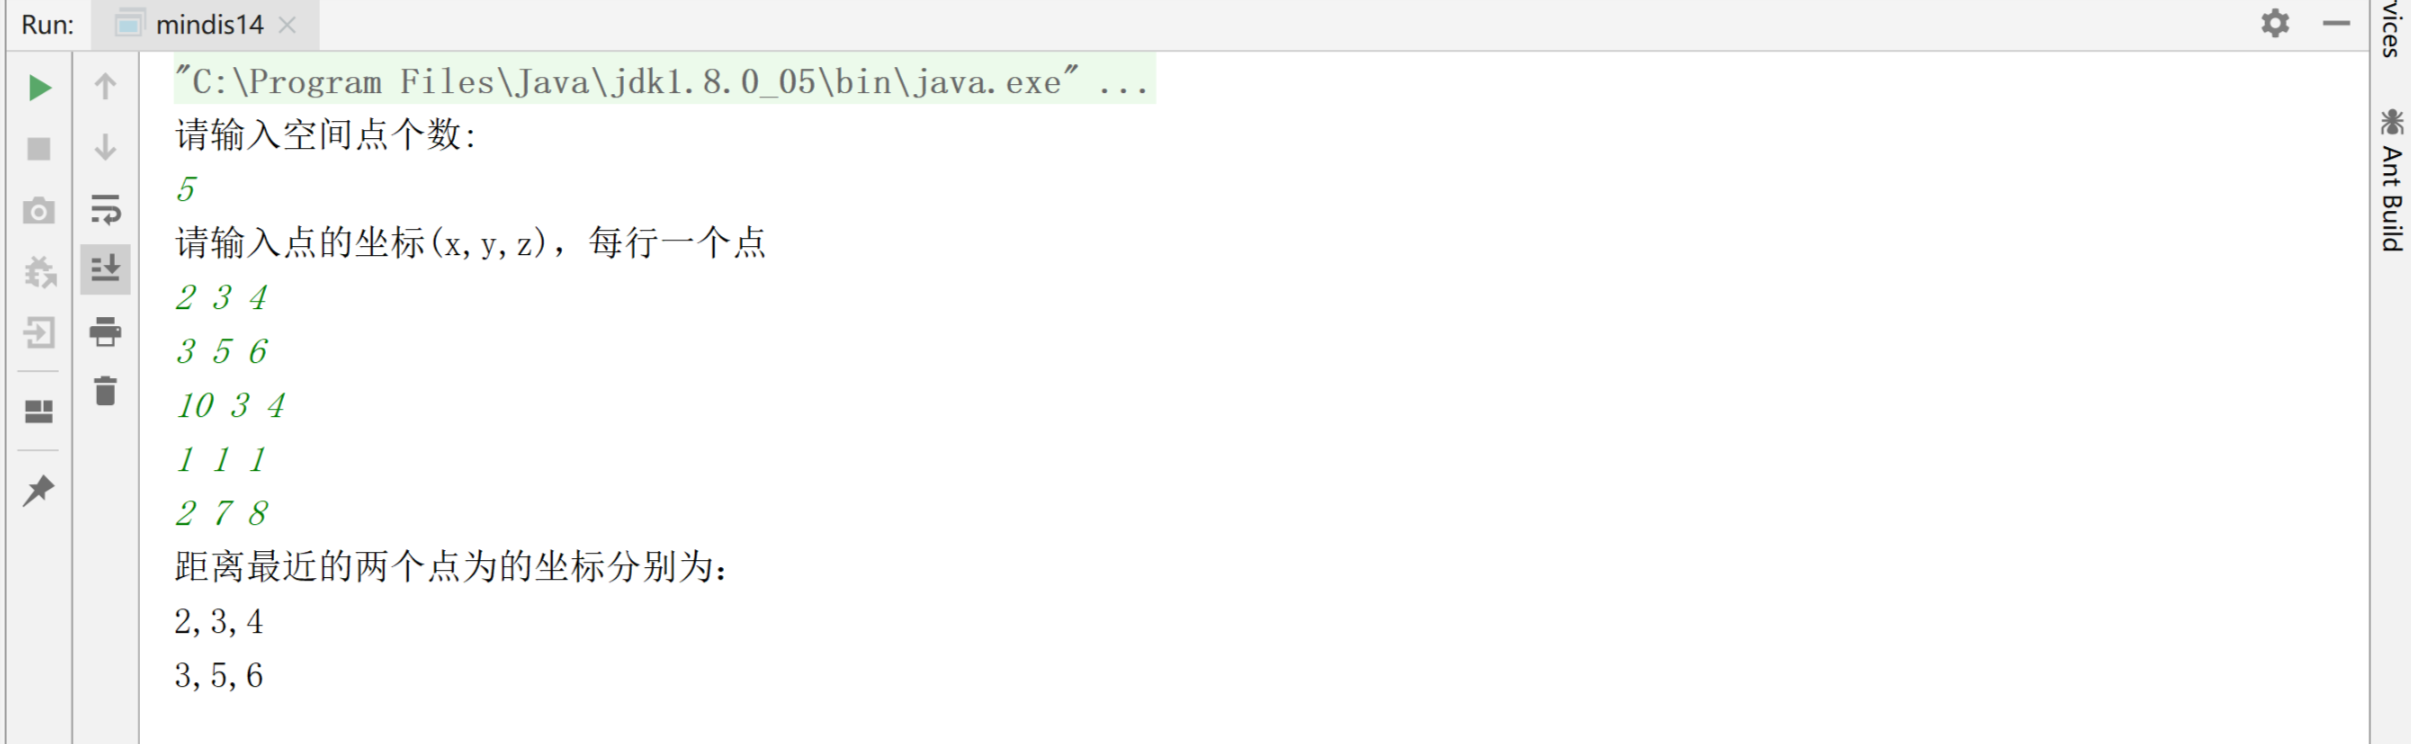 Run: mindis14
"C:\Program Files\Java\jdk1.8.0_05\bin\java.exe" ...
请输入空间点个数:
5
请输入点的坐标(x,y,z), 每行一个点
2 3 4
3 5 6
10 3 4
1 1 1
2 7 8
距离最近的两个点为的坐标分别为：
2,3,4
3,5,6
vices
Ant Build